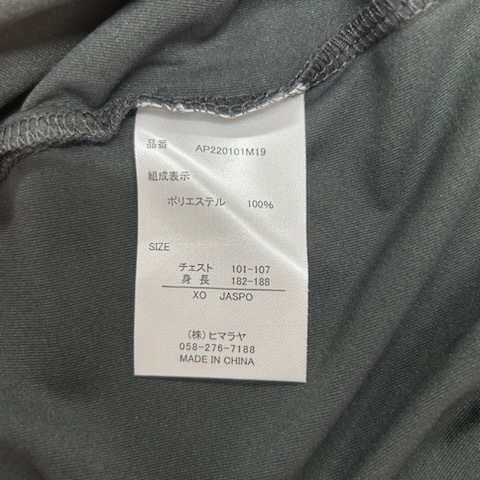 品番 AP220101M19
組成表示
ポリエステル 100%
SIZE
チェスト 101-107
身長 182-188
XO JASPO
(株)ヒマラヤ
058-276-7188
MADE IN CHINA